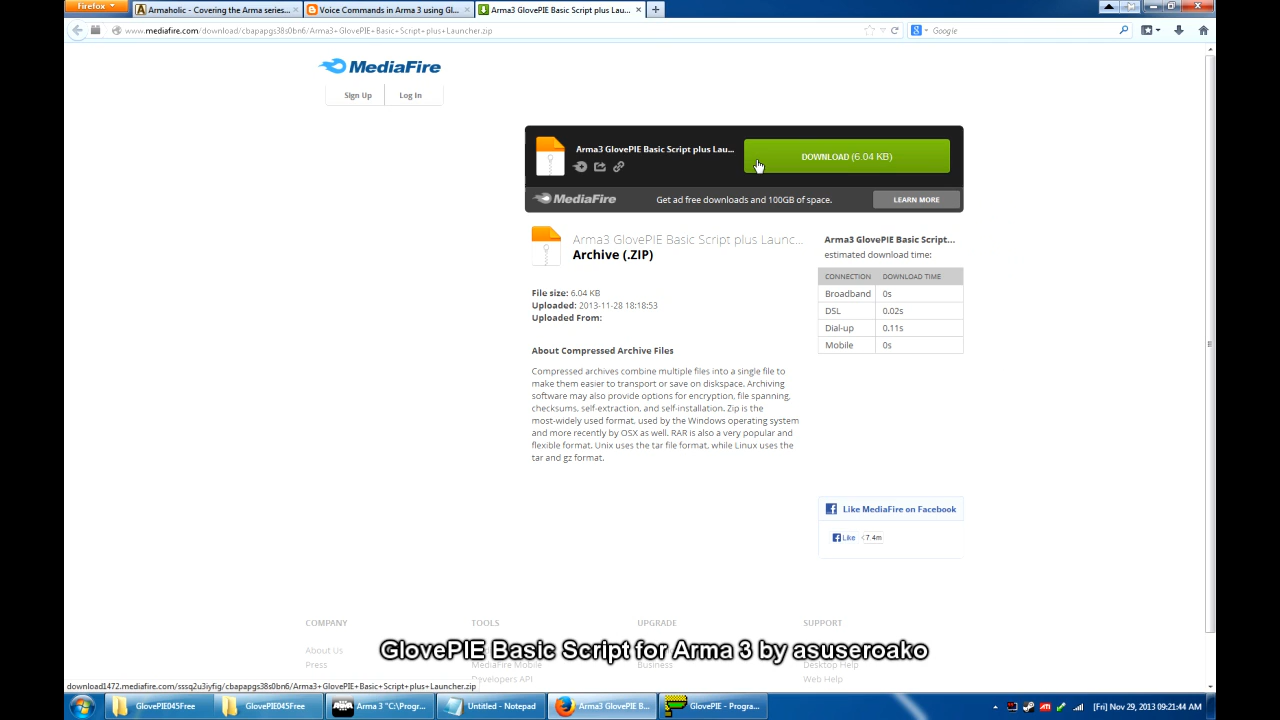 Firefox
Armaholic - Covering the Arma series...
Voice Commands in Arma 3 using Gl...
Arma3 GlovePIE Basic Script plus Lau...
www.mediafire.com/download/cbapapgs38s0bn6/Arma3+GlovePIE+Basic+Script+plus+Launcher.zip
Google
MediaFire
Sign Up
Log In
Arma3 GlovePIE Basic Script plus Lau...
DOWNLOAD (6.04 KB)
MediaFire
Get ad free downloads and 100GB of space.
LEARN MORE
Arma3 GlovePIE Basic Script plus Launc...
Archive (.ZIP)
File size: 6.04 KB
Uploaded: 2013-11-28 18:18:53
Uploaded From:
About Compressed Archive Files
Compressed archives combine multiple files into a single file to
make them easier to transport or save on diskspace. Archiving
software may also provide options for encryption, file spanning,
checksums, self-extraction, and self-installation. Zip is the
most-widely used format, used by the Windows operating system
and more recently by OSX as well. RAR is also a very popular and
flexible format. Unix uses the tar file format, while Linux uses the
tar and gz format.
Arma3 GlovePIE Basic Script...
estimated download time:
CONNECTION DOWNLOAD TIME
Broadband 0s
DSL 0.02s
Dial-up 0.11s
Mobile 0s
Like MediaFire on Facebook
Like 7.4m
COMPANY
TOOLS
UPGRADE
SUPPORT
About Us
Press
MediaFire Mobile
Developers API
Business
Desktop Help
Web Help
GlovePIE Basic Script for Arma 3 by asuseroako
download1472.mediafire.com/sssq2u3iyfig/cbapapgs38s0bn6/Arma3+GlovePIE+Basic+Script+plus+Launcher.zip
GlovePIE045Free
GlovePIE045Free
Arma 3 "C:\Progr...
Untitled - Notepad
Arma3 GlovePIE B...
GlovePIE - Progra...
[Fri] Nov 29, 2013 09:21:44 AM